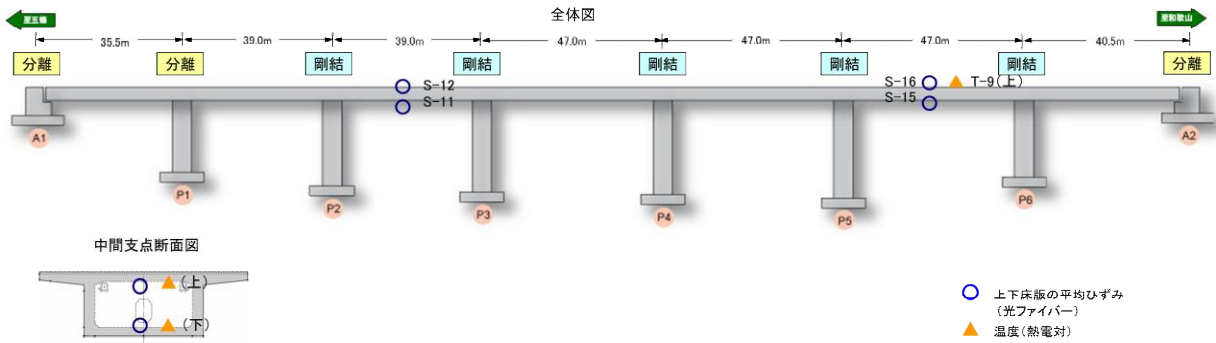 全体図
至五條
至和歌山
35.5m
39.0m
39.0m
47.0m
47.0m
47.0m
40.5m
分離
分離
剛結
剛結
剛結
剛結
剛結
分離
S-12
S-11
S-16
T-9(上)
S-15
A1
P1
P2
P3
P4
P5
P6
A2
中間支点断面図
(上)
(下)
上下床版の平均ひずみ
(光ファイバー)
温度(熱電対)